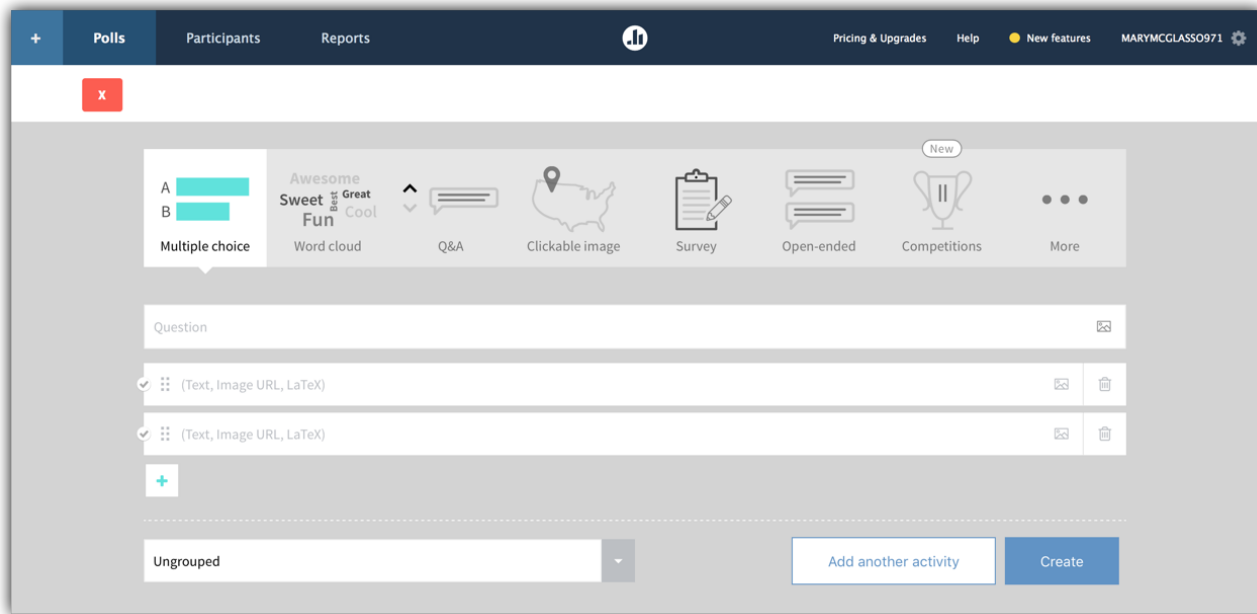 + Polls Participants Reports Pricing & Upgrades Help New features MARYMCGLASSO971
X
New
A
B
Awesome
Sweet Best Great
Fun Cool
Multiple choice Word cloud Q&A Clickable image Survey Open-ended Competitions More
Question
(Text, Image URL, LaTeX)
(Text, Image URL, LaTeX)
+
Ungrouped Add another activity Create